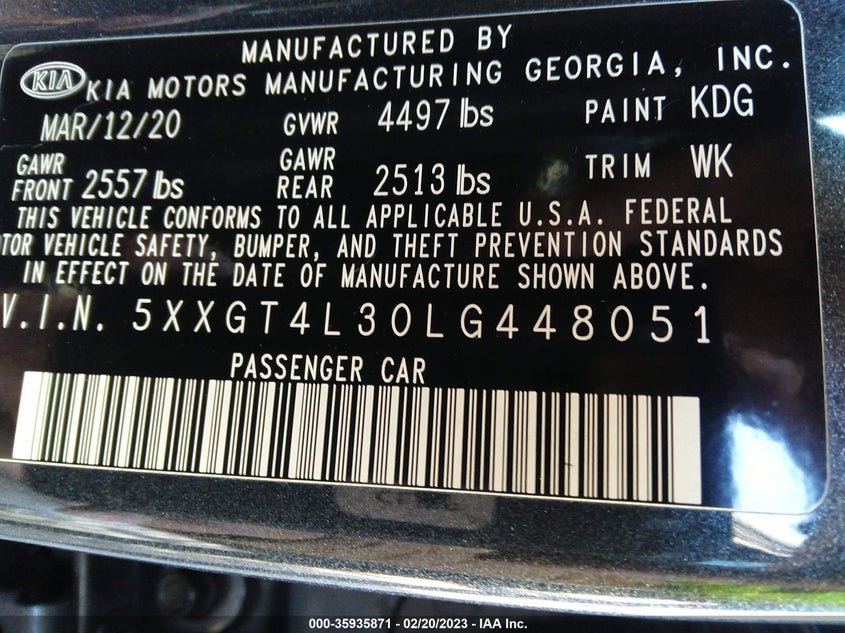 MANUFACTURED BY
KIA KIA MOTORS MANUFACTURING GEORGIA, INC.
MAR/12/20 GVWR 4497 lbs PAINT KDG
GAWR FRONT 2557 lbs GAWR REAR 2513 lbs TRIM WK
THIS VEHICLE CONFORMS TO ALL APPLICABLE U.S.A. FEDERAL
TOR VEHICLE SAFETY, BUMPER, AND THEFT PREVENTION STANDARDS
IN EFFECT ON THE DATE OF MANUFACTURE SHOWN ABOVE.
V.I.N. 5XXGT4L30LG448051
PASSENGER CAR
000-35935871 - 02/20/2023 - IAA Inc.